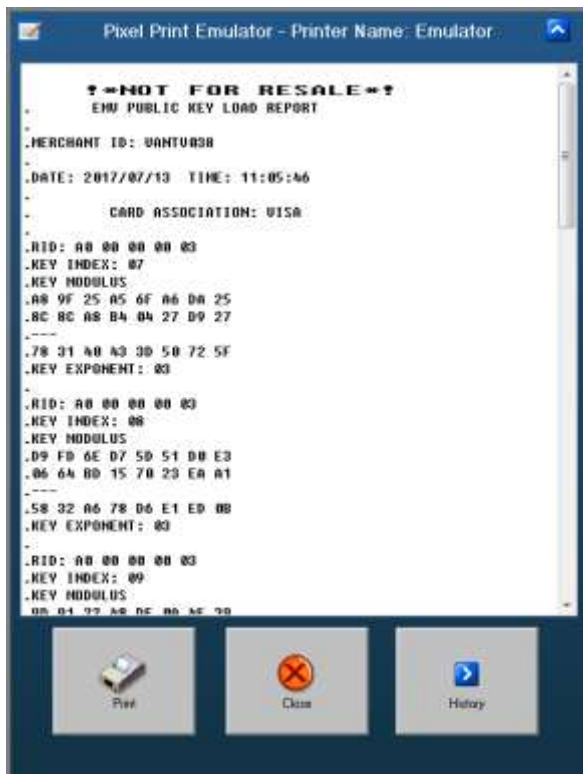 Pixel Print Emulator - Printer Name: Emulator
!*NOT FOR RESALE*!
. EMV PUBLIC KEY LOAD REPORT
.
.MERCHANT ID: VANTV038
.
.DATE: 2017/07/13 TIME: 11:05:46
.
. CARD ASSOCIATION: VISA
.
.RID: A0 00 00 00 03
.KEY INDEX: 07
.KEY MODULUS
.A8 9F 25 A5 6F A6 DA 25
.8C 8C A8 B4 04 27 D9 27
.---
.78 31 40 43 3D 50 72 5F
.KEY EXPONENT: 03
.
.RID: A0 00 00 00 03
.KEY INDEX: 08
.KEY MODULUS
.D9 FD 6E D7 5D 51 D0 E3
.06 64 BD 15 70 23 EA A1
.---
.58 32 A6 78 D6 E1 ED 0B
.KEY EXPONENT: 03
.
.RID: A0 00 00 00 03
.KEY INDEX: 09
.KEY MODULUS
Print
Close
History